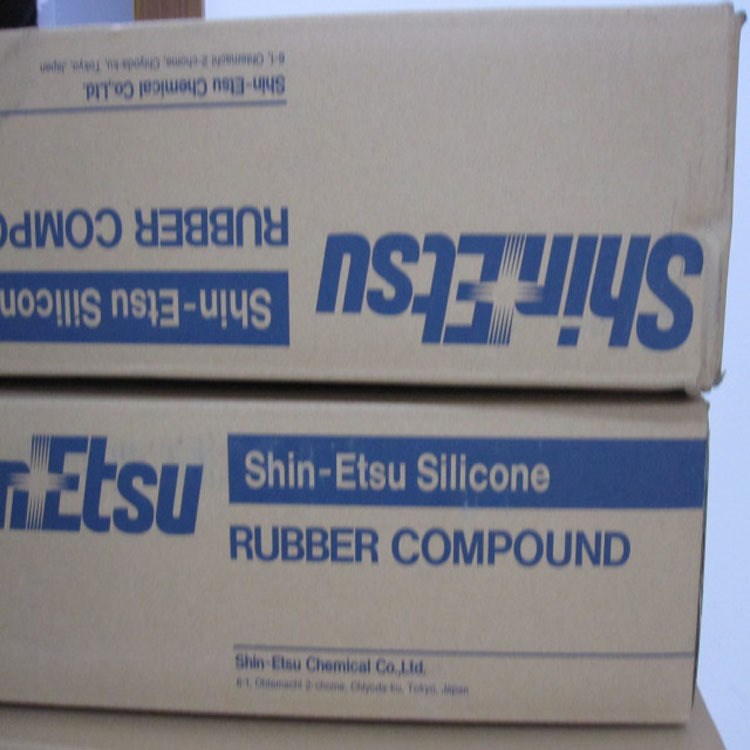 6-1, Ohtemachi 2-chome, Chiyoda-ku, Tokyo, Japan
Shin-Etsu Chemical Co.,Ltd.
RUBBER COMPO
Shin-Etsu Silicon
ShinEtsu
nEtsu
Shin-Etsu Silicone
RUBBER COMPOUND
Shin-Etsu Chemical Co.,Ltd.
6-1, Ohtemachi 2-chome, Chiyoda-ku, Tokyo, Japan